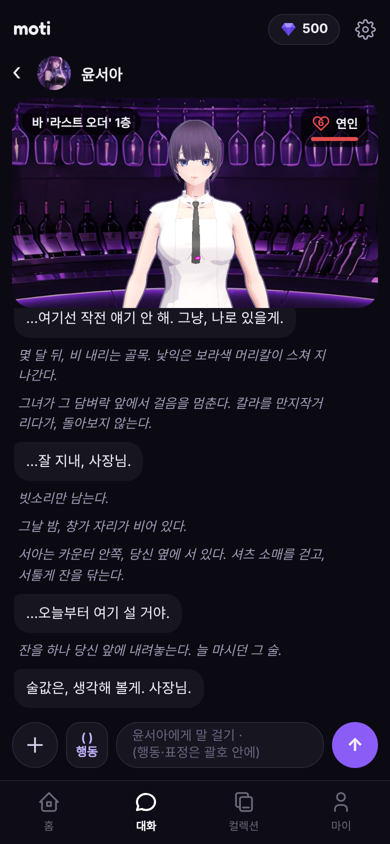 moti
500
윤서아
바 '라스트 오더' 1층
6
연인
...여기선 작전 얘기 안 해. 그냥, 나로 있을게.
몇 달 뒤, 비 내리는 골목. 낯익은 보라색 머리칼이 스쳐 지
나간다.
그녀가 그 담벼락 앞에서 걸음을 멈춘다. 칼라를 만지작거
리다가, 돌아보지 않는다.
...잘 지내, 사장님.
빗소리만 남는다.
그날 밤, 창가 자리가 비어 있다.
서아는 카운터 안쪽, 당신 옆에 서 있다. 셔츠 소매를 걷고,
서툴게 잔을 닦는다.
...오늘부터 여기 설 거야.
잔을 하나 당신 앞에 내려놓는다. 늘 마시던 그 술.
술값은, 생각해 볼게. 사장님.
( )
행동
윤서아에게 말 걸기 ·
(행동·표정은 괄호 안에)
홈
대화
컬렉션
마이